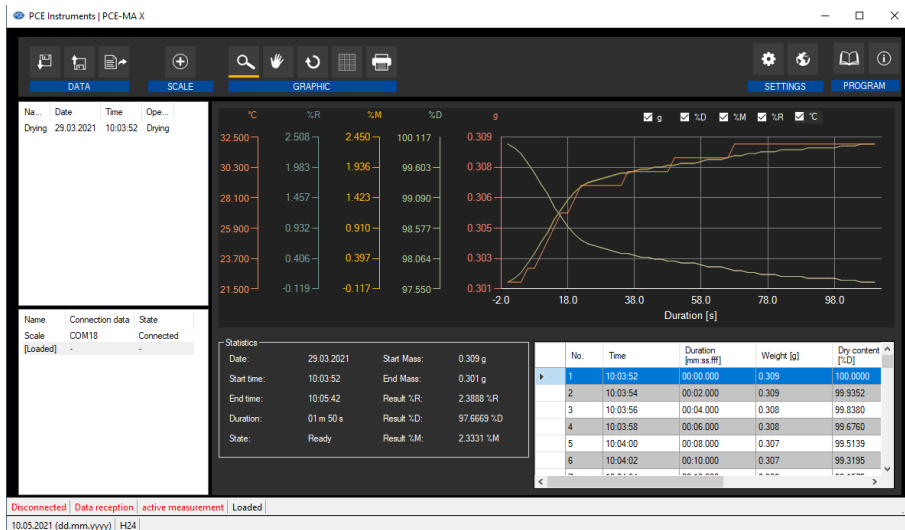 PCE Instruments | PCE-MA X
DATA
SCALE
GRAPHIC
SETTINGS
PROGRAM
Na... Date Time Ope...
Drying 29.03.2021 10:03:52 Drying
°C %R %M %D g
g %D %M %R °C
32.500 2.508 2.450 100.117 0.309
30.300 1.983 1.936 99.603 0.308
28.100 1.457 1.423 99.090 0.306
25.900 0.932 0.910 98.577 0.305
23.700 0.406 0.397 98.064 0.303
21.500 -0.119 -0.117 97.550 0.301
-2.0 18.0 38.0 58.0 78.0 98.0
Duration [s]
Name Connection data State
Scale COM18 Connected
[Loaded] - -
Statistics
Date: 29.03.2021 Start Mass: 0.309 g
Start time: 10:03:52 End Mass: 0.301 g
End time: 10:05:42 Result %R: 2.3888 %R
Duration: 01 m 50 s Result %D: 97.6669 %D
State: Ready Result %M: 2.3331 %M
No. Time Duration [mm:ss.fff] Weight [g] Dry content [%D]
1 10:03:52 00:00.000 0.309 100.0000
2 10:03:54 00:02.000 0.309 99.9352
3 10:03:56 00:04.000 0.308 99.8380
4 10:03:58 00:06.000 0.308 99.6760
5 10:04:00 00:08.000 0.307 99.5139
6 10:04:02 00:10.000 0.307 99.3195
Disconnected Data reception active measurement Loaded
10.05.2021 (dd.mm.yyyy) H24